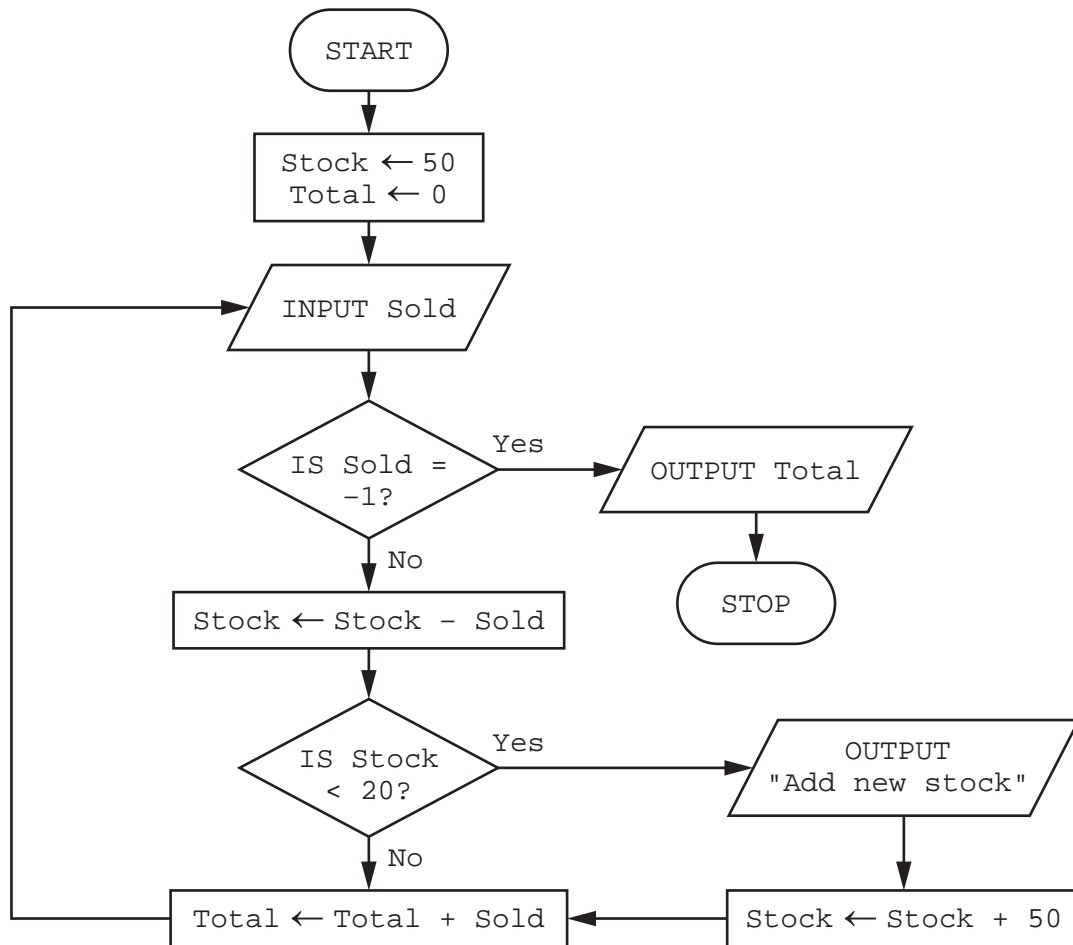 START
Stock ← 50
Total ← 0
INPUT Sold
IS Sold =
–1?
Yes
OUTPUT Total
STOP
No
Stock ← Stock – Sold
IS Stock
< 20?
Yes
OUTPUT
"Add new stock"
No
Total ← Total + Sold
Stock ← Stock + 50